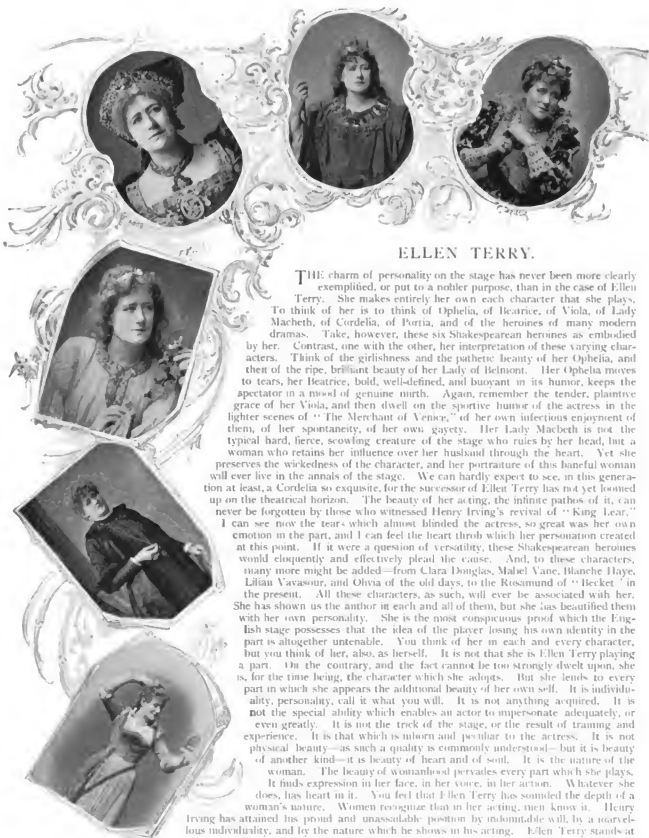 ELLEN TERRY.
THE charm of personality on the stage has never been more clearly
exemplified, or put to a nobler purpose, than in the case of Ellen
Terry. She makes entirely her own each character that she plays.
To think of her is to think of Ophelia, of Beatrice, of Viola, of Lady
Macbeth, of Cordelia, of Portia, and of the heroines of many modern
dramas. Take, however, these six Shakespearean heroines as embodied
by her. Contrast, one with the other, her interpretation of these varying char-
acters. Think of the girlishness and the pathetic beauty of her Ophelia, and
then of the ripe, brilliant beauty of her Lady of Belmont. Her Ophelia moves
to tears, her Beatrice, bold, well-defined, and buoyant in its humor, keeps the
spectator in a mood of genuine mirth. Again, remember the tender, plaintive
grace of her Viola, and then dwell on the sportive humor of the actress in the
lighter scenes of "The Merchant of Venice," of her own infectious enjoyment of
them, of her spontaneity, of her own gayety. Her Lady Macbeth is not the
typical hard, fierce, scowling creature of the stage who rules by her head, but a
woman who retains her influence over her husband through the heart. Yet she
preserves the wickedness of the character, and her portraiture of this baneful woman
will ever live in the annals of the stage. We can hardly expect to see, in this genera-
tion at least, a Cordelia so exquisite, for the successor of Ellen Terry has not yet loomed
up on the theatrical horizon. The beauty of her acting, the infinite pathos of it, can
never be forgotten by those who witnessed Henry Irving's revival of "King Lear."
I can see now the tears which almost blinded the actress, so great was her own
emotion in the part, and I can feel the heart throb which her personation created
at this point. If it were a question of versatility, these Shakespearean heroines
would eloquently and effectively plead the cause. And, to these characters,
many more might be added—from Clara Douglas, Mabel Vane, Blanche Haye,
Lilian Vavasour, and Olivia of the old days, to the Rosamund of "Becket" in
the present. All these characters, as such, will ever be associated with her.
She has shown us the author in each and all of them, but she has beautified them
with her own personality. She is the most conspicuous proof which the Eng-
lish stage possesses that the idea of the player losing his own identity in the
part is altogether untenable. You think of her in each and every character,
but you think of her, also, as herself. It is not that she is Ellen Terry playing
a part. On the contrary, and the fact cannot be too strongly dwelt upon, she
is, for the time being, the character which she adopts. But she lends to every
part in which she appears the additional beauty of her own self. It is individu-
ality, personality, call it what you will. It is not anything acquired. It is
not the special ability which enables an actor to impersonate adequately, or
even greatly. It is not the trick of the stage, or the result of training and
experience. It is that which is inborn and peculiar to the actress. It is not
physical beauty—as such a quality is commonly understood—but it is beauty
of another kind—it is beauty of heart and of soul. It is the nature of the
woman. The beauty of womanhood pervades every part which she plays.
It finds expression in her face, in her voice, in her action. Whatever she
does, has heart in it. You feel that Ellen Terry has sounded the depth of a
woman's nature. Women recognize that in her acting, men know it. Henry
Irving has attained his proud and unassailable position by indomitable will, by a marvel-
lous individuality, and by the nature which he shows in his acting. Ellen Terry stands at